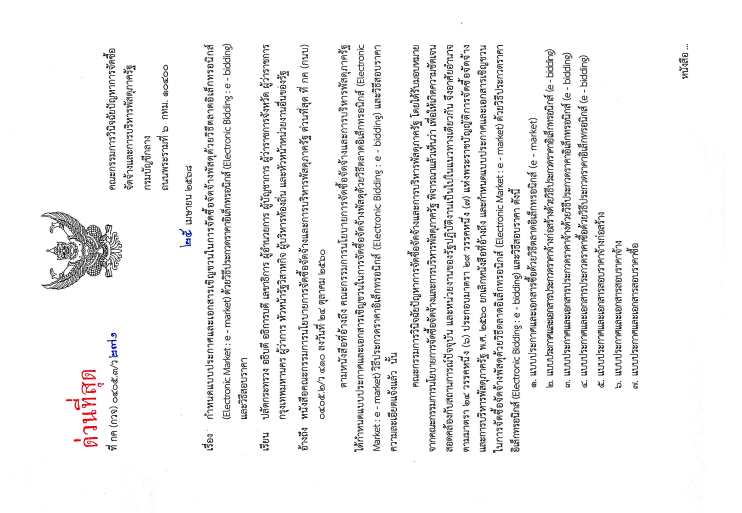 ด่วนที่สุด
ที่ กค (กวจ) ๐๔๐๕.๓/ว ๒๗๑
คณะกรรมการวินิจฉัยปัญหาการจัดซื้อ
จัดจ้างและการบริหารพัสดุภาครัฐ
กรมบัญชีกลาง
ถนนพระรามที่ ๖ กทม. ๑๐๔๐๐
๒๕ เมษายน ๒๕๖๘
เรื่อง กำหนดแบบประกาศและเอกสารเชิญชวนในการจัดซื้อจัดจ้างพัสดุด้วยวิธีตลาดอิเล็กทรอนิกส์
(Electronic Market : e - market) ด้วยวิธีประกวดราคาอิเล็กทรอนิกส์ (Electronic Bidding : e - bidding)
และวิธีสอบราคา
เรียน ปลัดกระทรวง อธิบดี อธิการบดี เลขาธิการ ผู้อำนวยการ ผู้บัญชาการ ผู้ว่าราชการจังหวัด ผู้ว่าราชการ
กรุงเทพมหานคร ผู้ว่าการ หัวหน้ารัฐวิสาหกิจ ผู้บริหารท้องถิ่น และหัวหน้าหน่วยงานอื่นของรัฐ
อ้างถึง หนังสือคณะกรรมการนโยบายการจัดซื้อจัดจ้างและการบริหารพัสดุภาครัฐ ด่วนที่สุด ที่ กค (กนบ)
๐๔๐๕.๒/ว ๔๑๐ ลงวันที่ ๒๔ ตุลาคม ๒๕๖๐
ตามหนังสือที่อ้างถึง คณะกรรมการนโยบายการจัดซื้อจัดจ้างและการบริหารพัสดุภาครัฐ
ได้กำหนดแบบประกาศและเอกสารเชิญชวนในการจัดซื้อจัดจ้างพัสดุด้วยวิธีตลาดอิเล็กทรอนิกส์ (Electronic
Market : e - market) วิธีประกวดราคาอิเล็กทรอนิกส์ (Electronic Bidding : e - bidding) และวิธีสอบราคา
ความละเอียดแจ้งแล้ว นั้น
คณะกรรมการวินิจฉัยปัญหาการจัดซื้อจัดจ้างและการบริหารพัสดุภาครัฐ โดยได้รับมอบหมาย
จากคณะกรรมการนโยบายการจัดซื้อจัดจ้างและการบริหารพัสดุภาครัฐ พิจารณาแล้วเห็นว่า เพื่อให้เกิดความชัดเจน
สอดคล้องกับสถานการณ์ปัจจุบัน และหน่วยงานของรัฐปฏิบัติงานเป็นไปในแนวทางเดียวกัน จึงอาศัยอำนาจ
ตามมาตรา ๒๙ วรรคหนึ่ง (๖) ประกอบมาตรา ๒๙ วรรคหนึ่ง (๗) แห่งพระราชบัญญัติการจัดซื้อจัดจ้าง
และการบริหารพัสดุภาครัฐ พ.ศ. ๒๕๖๐ ยกเลิกหนังสือที่อ้างถึง และกำหนดแบบประกาศและเอกสารเชิญชวน
ในการจัดซื้อจัดจ้างพัสดุด้วยวิธีตลาดอิเล็กทรอนิกส์ (Electronic Market : e - market) ด้วยวิธีประกวดราคา
อิเล็กทรอนิกส์ (Electronic Bidding : e - bidding) และวิธีสอบราคา ดังนี้
๑. แบบประกาศและเอกสารซื้อด้วยวิธีตลาดอิเล็กทรอนิกส์ (e - market)
๒. แบบประกาศและเอกสารประกวดราคาจ้างก่อสร้างด้วยวิธีประกวดราคาอิเล็กทรอนิกส์ (e - bidding)
๓. แบบประกาศและเอกสารประกวดราคาจ้างด้วยวิธีประกวดราคาอิเล็กทรอนิกส์ (e - bidding)
๔. แบบประกาศและเอกสารประกวดราคาซื้อด้วยวิธีประกวดราคาอิเล็กทรอนิกส์ (e - bidding)
๕. แบบประกาศและเอกสารสอบราคาจ้างก่อสร้าง
๖. แบบประกาศและเอกสารสอบราคาจ้าง
๗. แบบประกาศและเอกสารสอบราคาซื้อ
หนังสือ ...